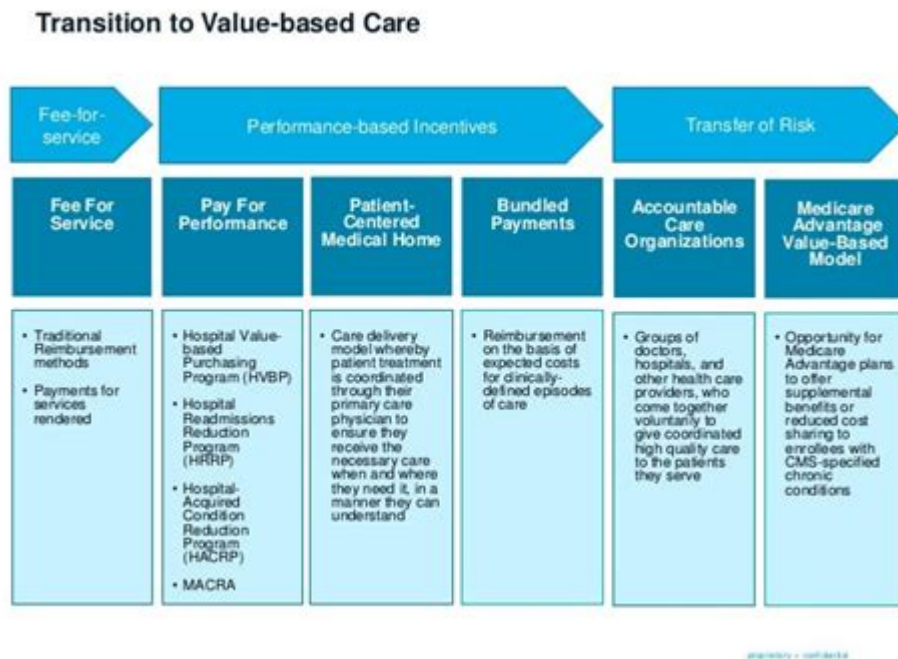 Transition to Value-based Care
Fee-for-
service
Performance-based Incentives
Transfer of Risk
Fee For
Service
Pay For
Performance
Patient-
Centered
Medical Home
Bundled
Payments
Accountable
Care
Organizations
Medicare
Advantage
Value-Based
Model
• Traditional
Reimbursement
methods
• Payments for
services
rendered
• Hospital Value-
based
Purchasing
Program (HVBP)
• Hospital
Readmissions
Reduction
Program
(HRRP)
• Hospital-
Acquired
Condition
Reduction
Program
(HACRP)
• MACRA
• Care delivery
model whereby
patient treatment
is coordinated
through their
primary care
physician to
ensure they
receive the
necessary care
when and where
they need it, in a
manner they can
understand
• Reimbursement
on the basis of
expected costs
for clinically-
defined episodes
of care
• Groups of
doctors,
hospitals, and
other health care
providers, who
come together
voluntarily to
give coordinated
high quality care
to the patients
they serve
• Opportunity for
Medicare
Advantage plans
to offer
supplemental
benefits or
reduced cost
sharing to
enrollees with
CMS-specified
chronic
conditions
proprietary + confidential